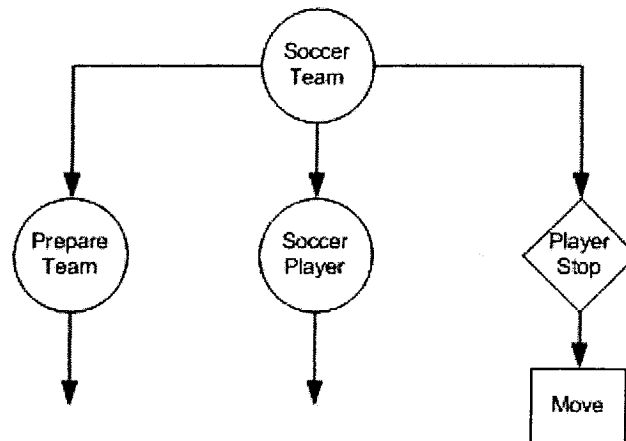 Soccer
Team
Prepare
Team
Soccer
Player
Player
Stop
Move